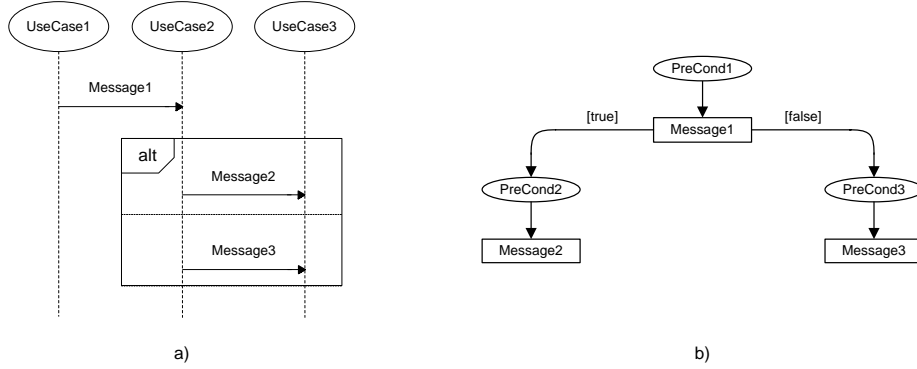 UseCase1
UseCase2
UseCase3
Message1
alt
Message2
Message3
a)
PreCond1
[true]
Message1
[false]
PreCond2
PreCond3
Message2
Message3
b)